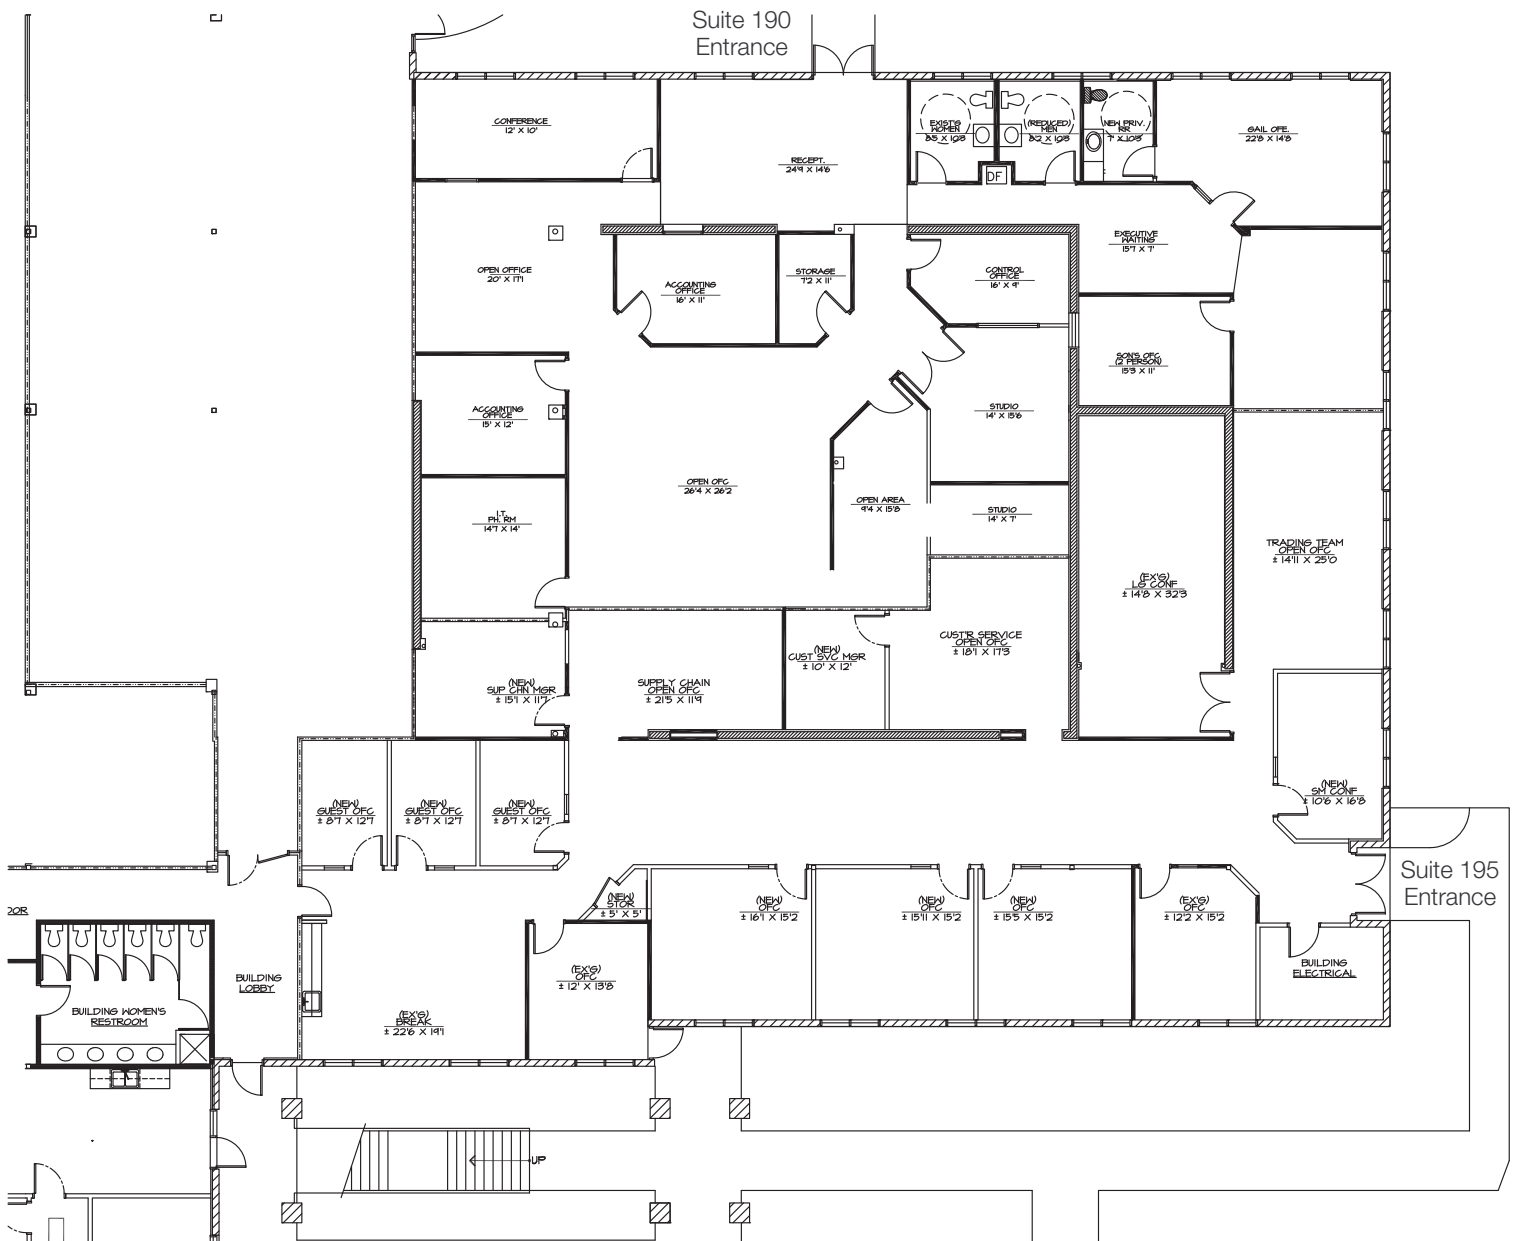 Suite 190
Entrance
CONFERENCE
12' X 10'
RECEPT.
24'9 X 14'6
EXIST'G
WOMEN
8'5 X 10'3
(REDUCED)
MEN
8'2 X 10'3
NEW PRIV.
RR
7' X 10'3
GAIL OFE.
22'8 X 14'8
DF
OPEN OFFICE
20' X 17'1
ACCOUNTING
OFFICE
16' X 11'
STORAGE
7'2 X 11'
CONTROL
OFFICE
16' X 9'
EXECUTIVE
WAITING
15'7 X 7'
SON'S OFC
(2 PERSON)
15'3 X 11'
ACCOUNTING
OFFICE
15' X 12'
STUDIO
14' X 15'6
OPEN OFC
26'4 X 26'2
OPEN AREA
9'4 X 15'8
STUDIO
14' X 7'
I.T.
PH. RM
14'7 X 14'
TRADING TEAM
OPEN OFC
± 14'11 X 25'0
(EX'G)
LG CONF
± 14'8 X 32'3
(NEW)
SUP CHN MGR
± 15'1 X 11'7
SUPPLY CHAIN
OPEN OFC
± 21'5 X 11'9
(NEW)
CUST SVC MGR
± 10' X 12'
CUST'R SERVICE
OPEN OFC
± 18'1 X 17'3
(NEW)
GUEST OFC
± 8'7 X 12'7
(NEW)
GUEST OFC
± 8'7 X 12'7
(NEW)
GUEST OFC
± 8'7 X 12'7
(NEW)
SM CONF
± 10'6 X 16'8
Suite 195
Entrance
(NEW)
STOR
± 5' X 5'
(NEW)
OFC
± 16'1 X 15'2
(NEW)
OFC
± 15'11 X 15'2
(NEW)
OFC
± 15'5 X 15'2
(EX'G)
OFC
± 12'2 X 15'2
BUILDING
ELECTRICAL
BUILDING
LOBBY
(EX'G)
OFC
± 12' X 13'8
BUILDING WOMEN'S
RESTROOM
(EX'G)
BREAK
± 22'6 X 19'1
UP